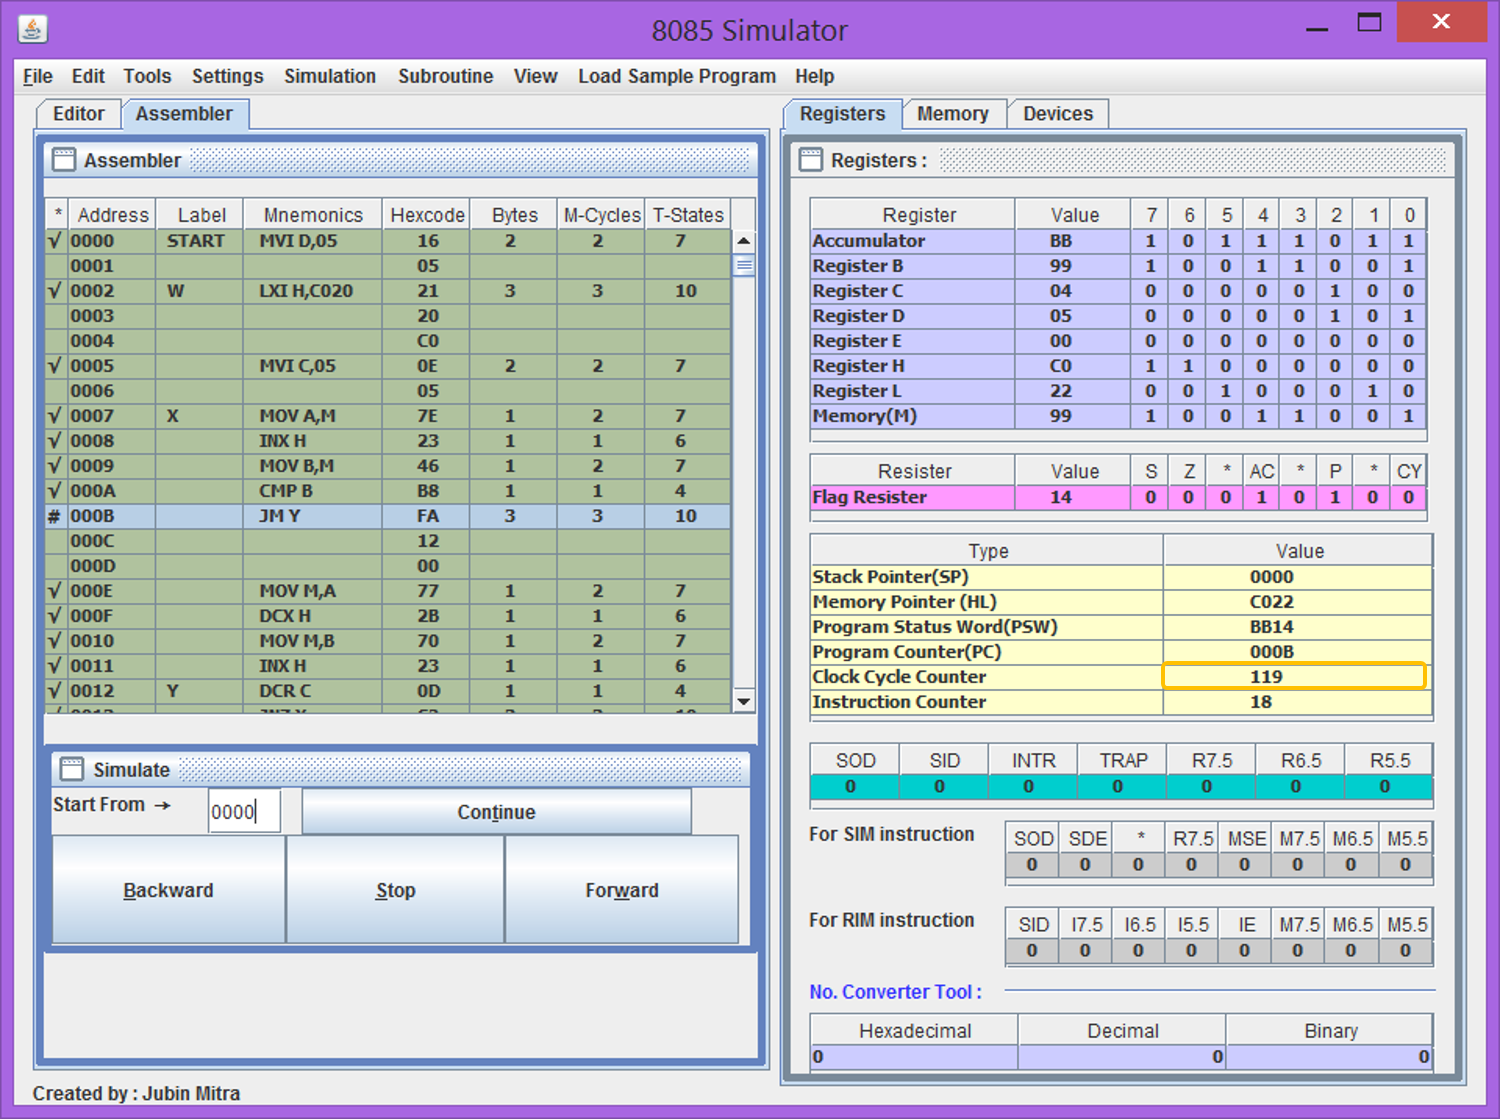 8085 Simulator
File Edit Tools Settings Simulation Subroutine View Load Sample Program Help
Editor Assembler
Assembler
* Address Label Mnemonics Hexcode Bytes M-Cycles T-States
√ 0000 START MVI D,05 16 2 2 7
0001 05
√ 0002 W LXI H,C020 21 3 3 10
0003 20
0004 C0
√ 0005 MVI C,05 0E 2 2 7
0006 05
√ 0007 X MOV A,M 7E 1 2 7
√ 0008 INX H 23 1 1 6
√ 0009 MOV B,M 46 1 2 7
√ 000A CMP B B8 1 1 4
# 000B JM Y FA 3 3 10
000C 12
000D 00
√ 000E MOV M,A 77 1 2 7
√ 000F DCX H 2B 1 1 6
√ 0010 MOV M,B 70 1 2 7
√ 0011 INX H 23 1 1 6
√ 0012 Y DCR C 0D 1 1 4
Simulate
Start From → 0000 Continue
Backward Stop Forward
Created by : Jubin Mitra
Registers Memory Devices
Registers :
Register Value 7 6 5 4 3 2 1 0
Accumulator BB 1 0 1 1 1 0 1 1
Register B 99 1 0 0 1 1 0 0 1
Register C 04 0 0 0 0 0 1 0 0
Register D 05 0 0 0 0 0 1 0 1
Register E 00 0 0 0 0 0 0 0 0
Register H C0 1 1 0 0 0 0 0 0
Register L 22 0 0 1 0 0 0 1 0
Memory(M) 99 1 0 0 1 1 0 0 1
Resister Value S Z * AC * P * CY
Flag Resister 14 0 0 0 1 0 1 0 0
Type Value
Stack Pointer(SP) 0000
Memory Pointer (HL) C022
Program Status Word(PSW) BB14
Program Counter(PC) 000B
Clock Cycle Counter 119
Instruction Counter 18
SOD SID INTR TRAP R7.5 R6.5 R5.5
0 0 0 0 0 0 0
For SIM instruction
SOD SDE * R7.5 MSE M7.5 M6.5 M5.5
0 0 0 0 0 0 0 0
For RIM instruction
SID I7.5 I6.5 I5.5 IE M7.5 M6.5 M5.5
0 0 0 0 0 0 0 0
No. Converter Tool :
Hexadecimal Decimal Binary
0 0 0